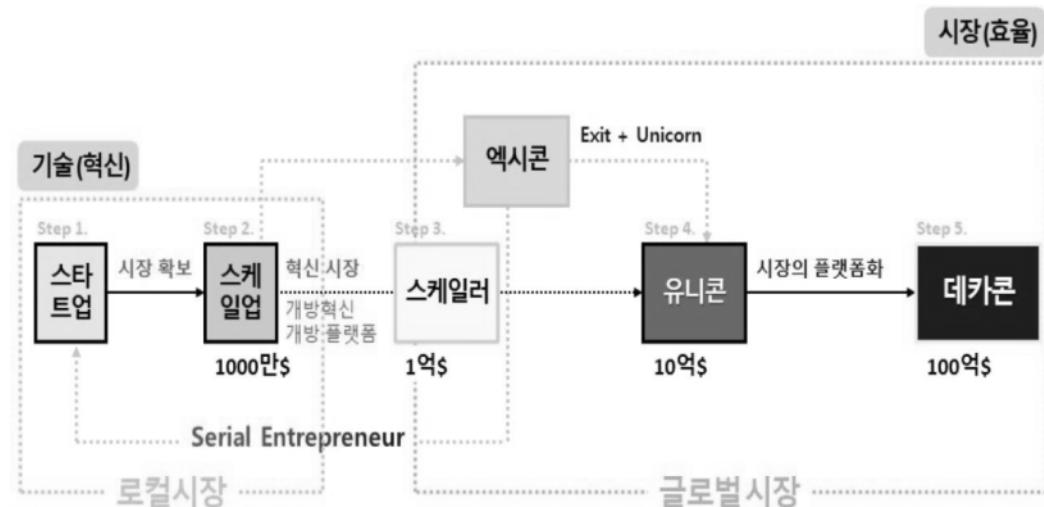 시장(효율)
기술(혁신)
엑시콘
Exit + Unicorn
Step 1.
스타
트업
시장 확보
Step 2.
스케
일업
1000만$
혁신 시장
개방혁신
개방 플랫폼
Step 3.
스케일러
1억$
Step 4.
유니콘
10억$
시장의 플랫폼화
Step 5.
데카콘
100억$
Serial Entrepreneur
로컬시장
글로벌 시장